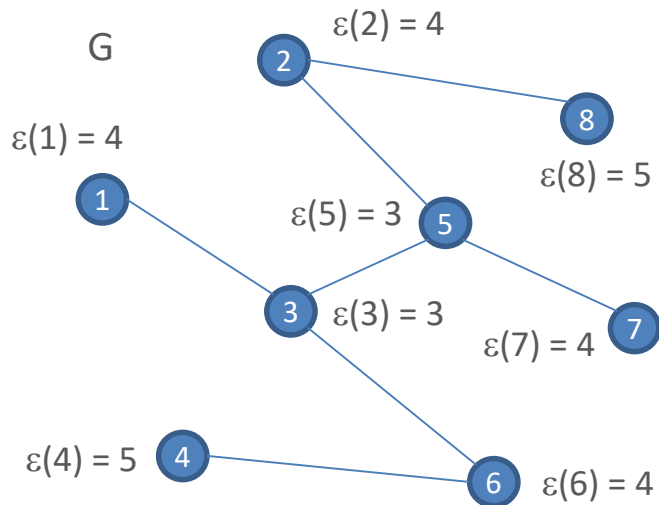 G
ε(2) = 4
2
8
ε(1) = 4
ε(8) = 5
1
ε(5) = 3
5
3
ε(3) = 3
7
ε(7) = 4
ε(4) = 5
4
6
ε(6) = 4